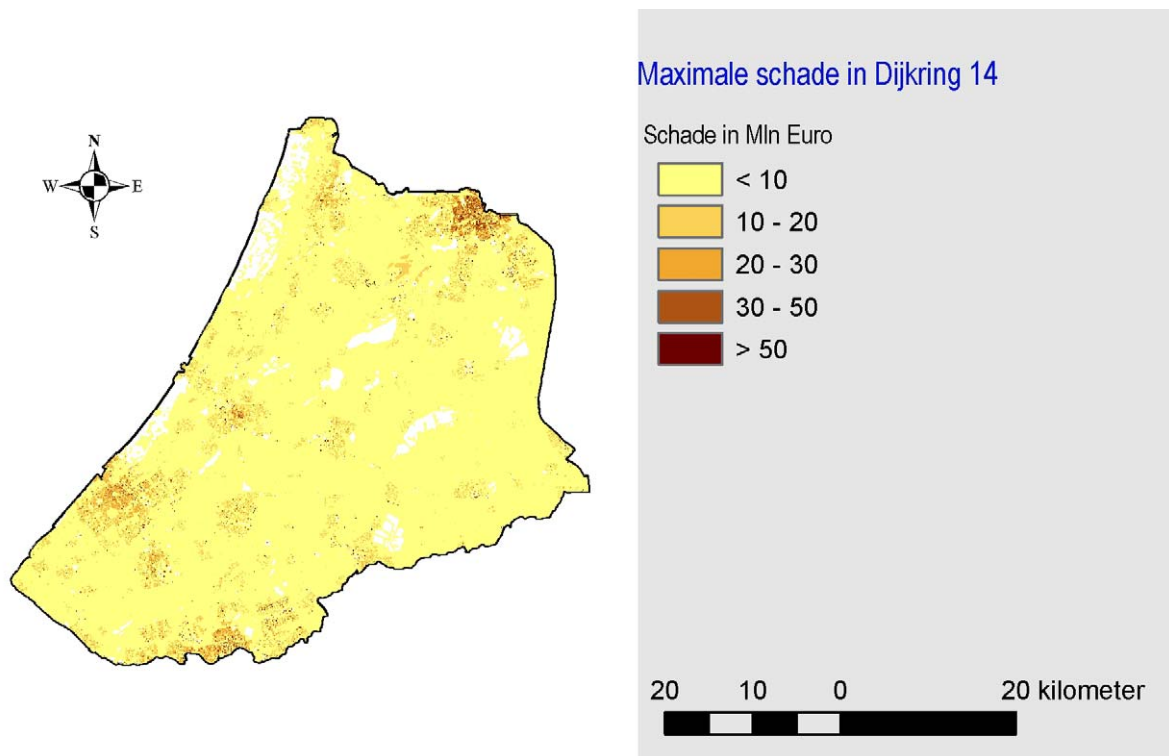 Maximale schade in Dijkring 14
Schade in Mln Euro
< 10
10 - 20
20 - 30
30 - 50
> 50
N
W E
S
20 10 0 20 kilometer